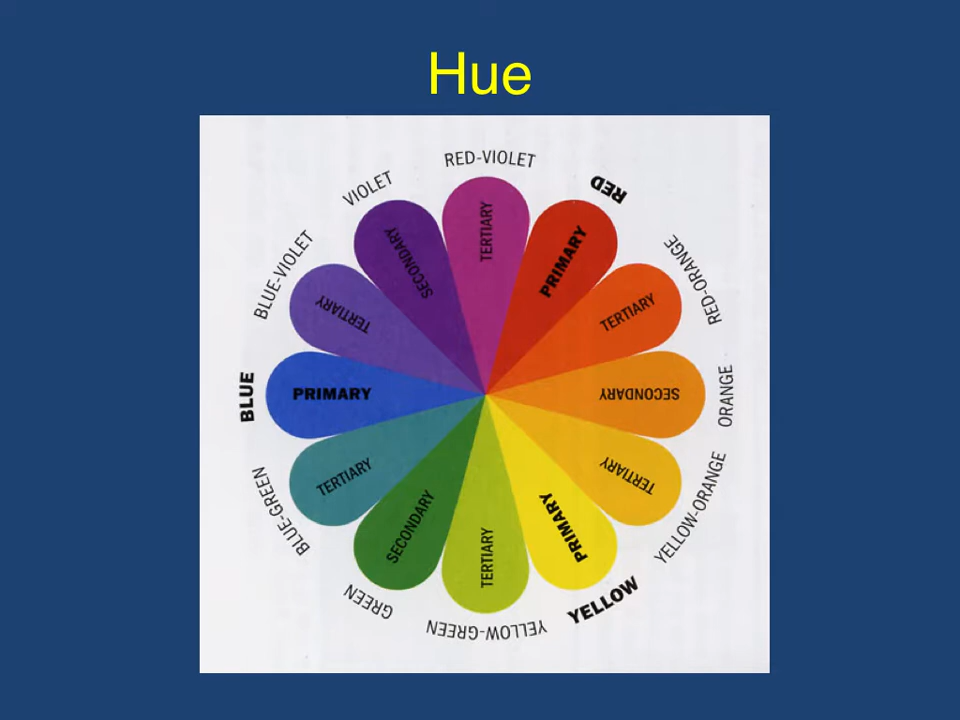 Hue
RED-VIOLET
TERTIARY
RED
PRIMARY
RED-ORANGE
TERTIARY
ORANGE
SECONDARY
YELLOW-ORANGE
TERTIARY
YELLOW
PRIMARY
YELLOW-GREEN
TERTIARY
GREEN
SECONDARY
BLUE-GREEN
TERTIARY
BLUE
PRIMARY
BLUE-VIOLET
TERTIARY
VIOLET
SECONDARY